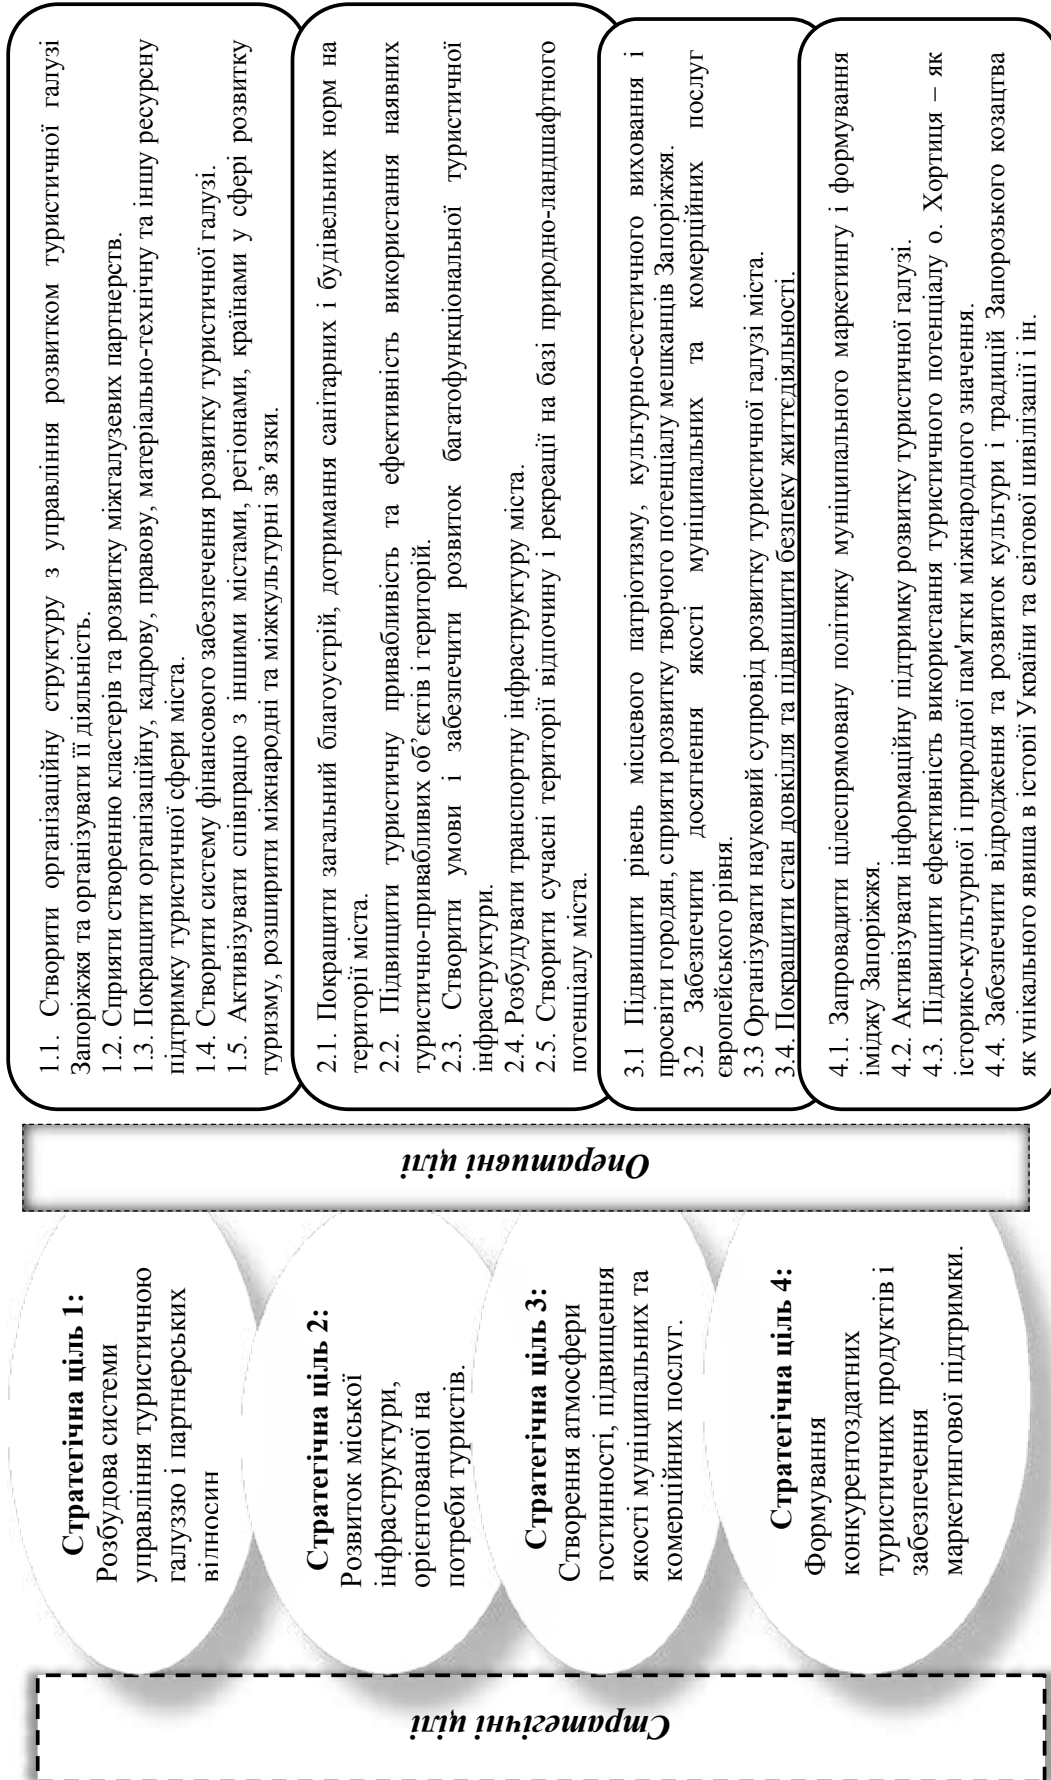 Стратегічні цілі
Стратегічна ціль 1:
Розбудова системи
управління туристичною
галуззю і партнерських
відносин
Стратегічна ціль 2:
Розвиток міської
інфраструктури,
орієнтованої на
потреби туристів.
Стратегічна ціль 3:
Створення атмосфери
гостинності, підвищення
якості муніципальних та
комерційних послуг.
Стратегічна ціль 4:
Формування
конкурентоздатних
туристичних продуктів і
забезпечення
маркетингової підтримки.
Оперативні цілі
1.1. Створити організаційну структуру з управління розвитком туристичної галузі
Запоріжжя та організувати її діяльність.
1.2. Сприяти створенню кластерів та розвитку міжгалузевих партнерств.
1.3. Покращити організаційну, кадрову, правову, матеріально-технічну та іншу ресурсну
підтримку туристичної сфери міста.
1.4. Створити систему фінансового забезпечення розвитку туристичної галузі.
1.5. Активізувати співпрацю з іншими містами, регіонами, країнами у сфері розвитку
туризму, розширити міжнародні та міжкультурні зв’язки.
2.1. Покращити загальний благоустрій, дотримання санітарних і будівельних норм на
території міста.
2.2. Підвищити туристичну привабливість та ефективність використання наявних
туристично-привабливих об’єктів і територій.
2.3. Створити умови і забезпечити розвиток багатофункціональної туристичної
інфраструктури.
2.4. Розбудувати транспортну інфраструктуру міста.
2.5. Створити сучасні території відпочинку і рекреації на базі природно-ландшафтного
потенціалу міста.
3.1 Підвищити рівень місцевого патріотизму, культурно-естетичного виховання і
просвіти городян, сприяти розвитку творчого потенціалу мешканців Запоріжжя.
3.2 Забезпечити досягнення якості муніципальних та комерційних послуг
європейського рівня.
3.3 Організувати науковий супровід розвитку туристичної галузі міста.
3.4. Покращити стан довкілля та підвищити безпеку життєдіяльності.
4.1. Запровадити цілеспрямовану політику муніципального маркетингу і формування
іміджу Запоріжжя.
4.2. Активізувати інформаційну підтримку розвитку туристичної галузі.
4.3. Підвищити ефективність використання туристичного потенціалу о. Хортиця – як
історико-культурної і природної пам'ятки міжнародного значення.
4.4. Забезпечити відродження та розвиток культури і традицій Запорозького козацтва
як унікального явища в історії України та світової цивілізації і ін.